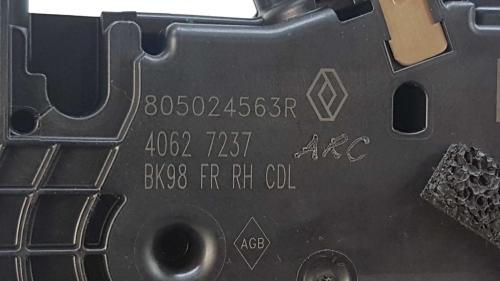 805024563R
4062 7237 ARC
BK98 FR RH CDL
AGB